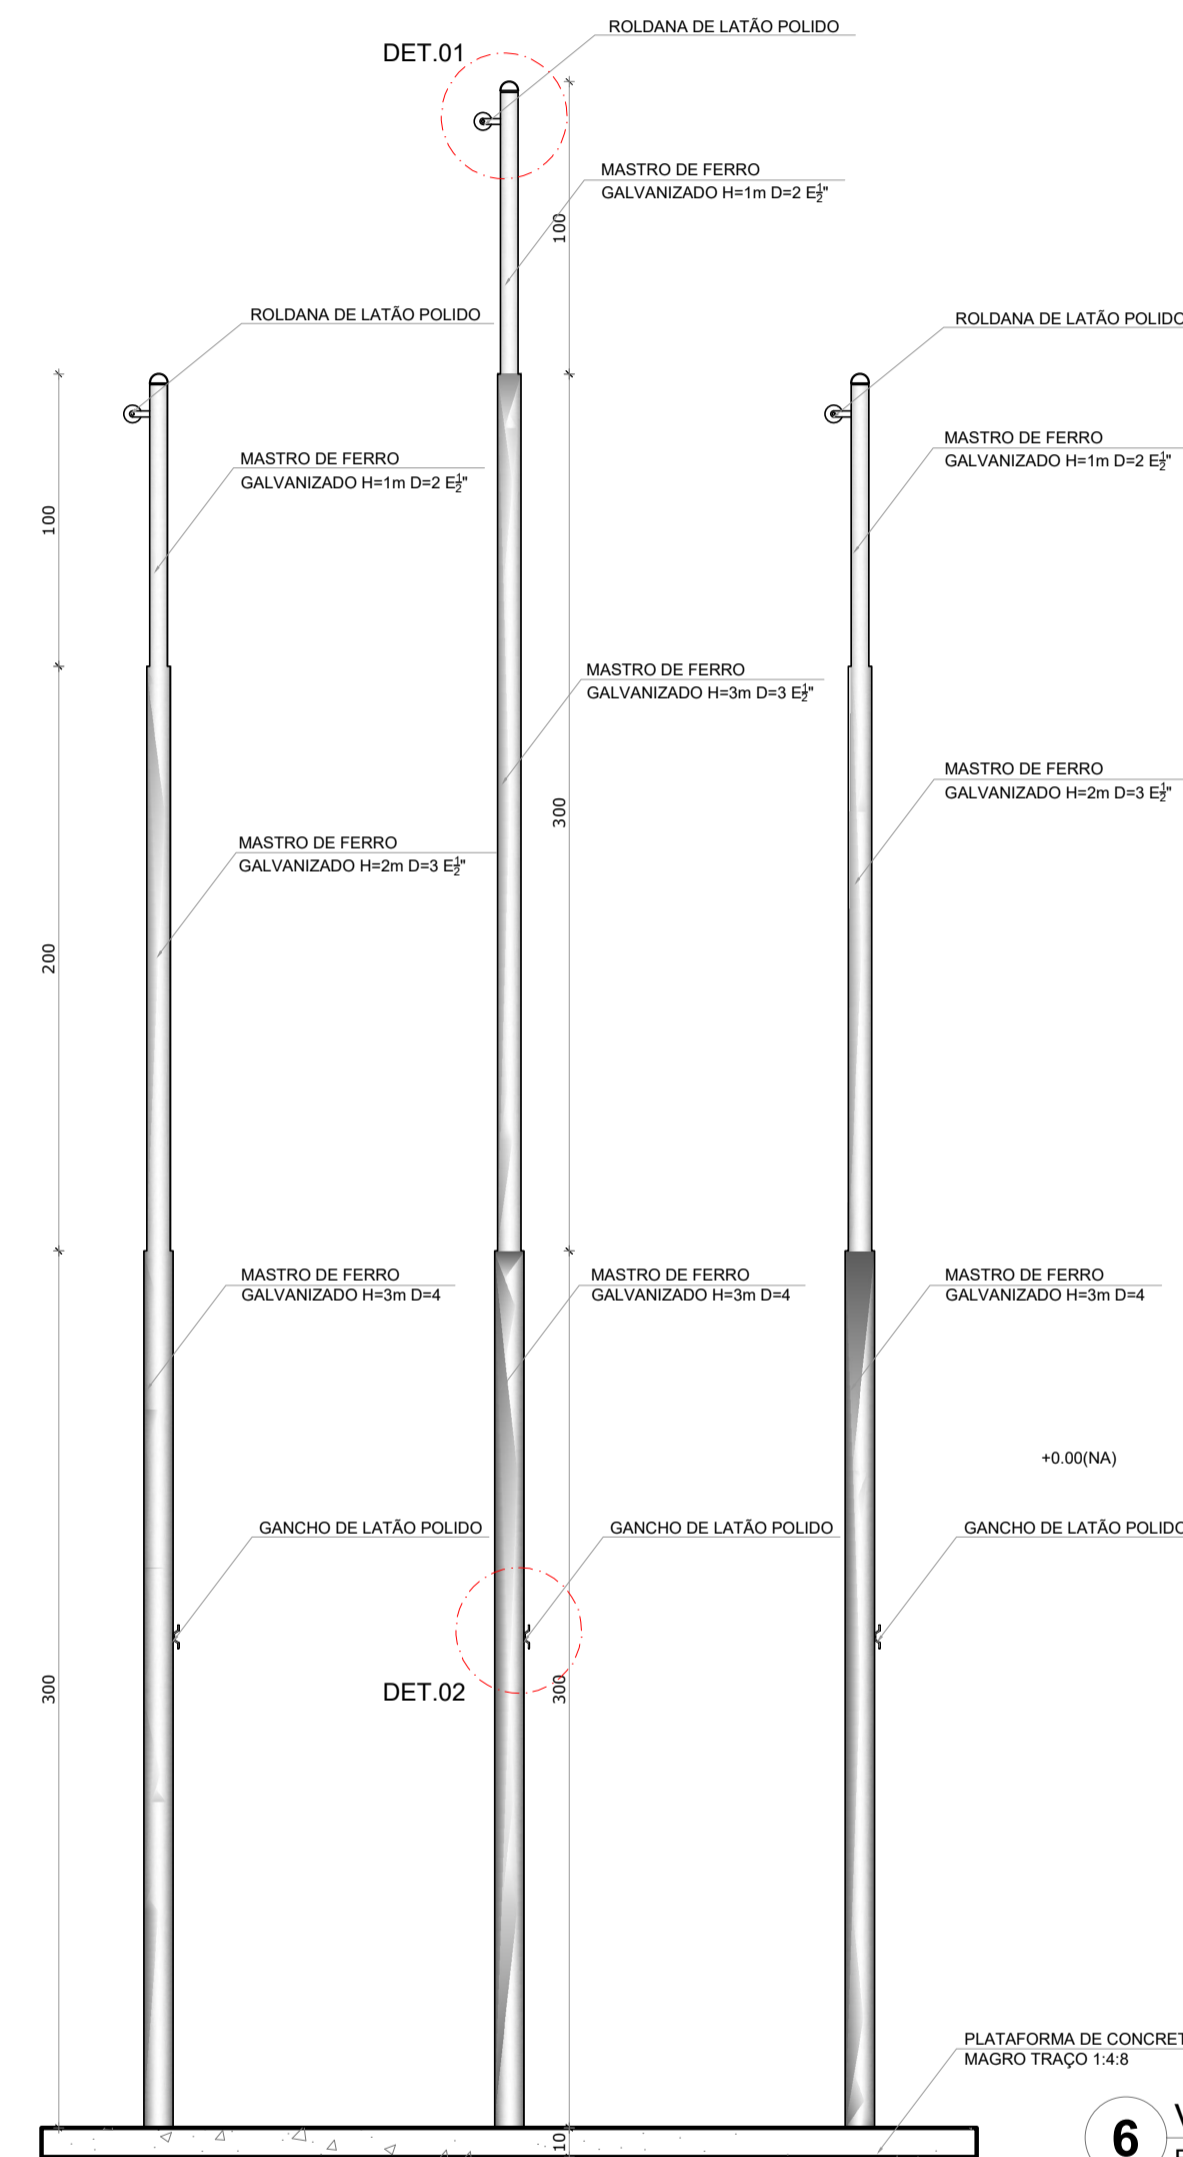 ROLDANA DE LATÃO POLIDO
DET.01
MASTRO DE FERRO
GALVANIZADO H=1m D=2 E½"
100
ROLDANA DE LATÃO POLIDO
ROLDANA DE LATÃO POLIDO
MASTRO DE FERRO
GALVANIZADO H=1m D=2 E½"
MASTRO DE FERRO
GALVANIZADO H=1m D=2 E½"
100
MASTRO DE FERRO
GALVANIZADO H=3m D=3 E½"
MASTRO DE FERRO
GALVANIZADO H=2m D=3 E½"
300
MASTRO DE FERRO
GALVANIZADO H=2m D=3 E½"
200
MASTRO DE FERRO
GALVANIZADO H=3m D=4
MASTRO DE FERRO
GALVANIZADO H=3m D=4
MASTRO DE FERRO
GALVANIZADO H=3m D=4
+0.00(NA)
GANCHO DE LATÃO POLIDO
GANCHO DE LATÃO POLIDO
GANCHO DE LATÃO POLIDO
DET.02
300
300
PLATAFORMA DE CONCRET
MAGRO TRAÇO 1:4:8
10
6